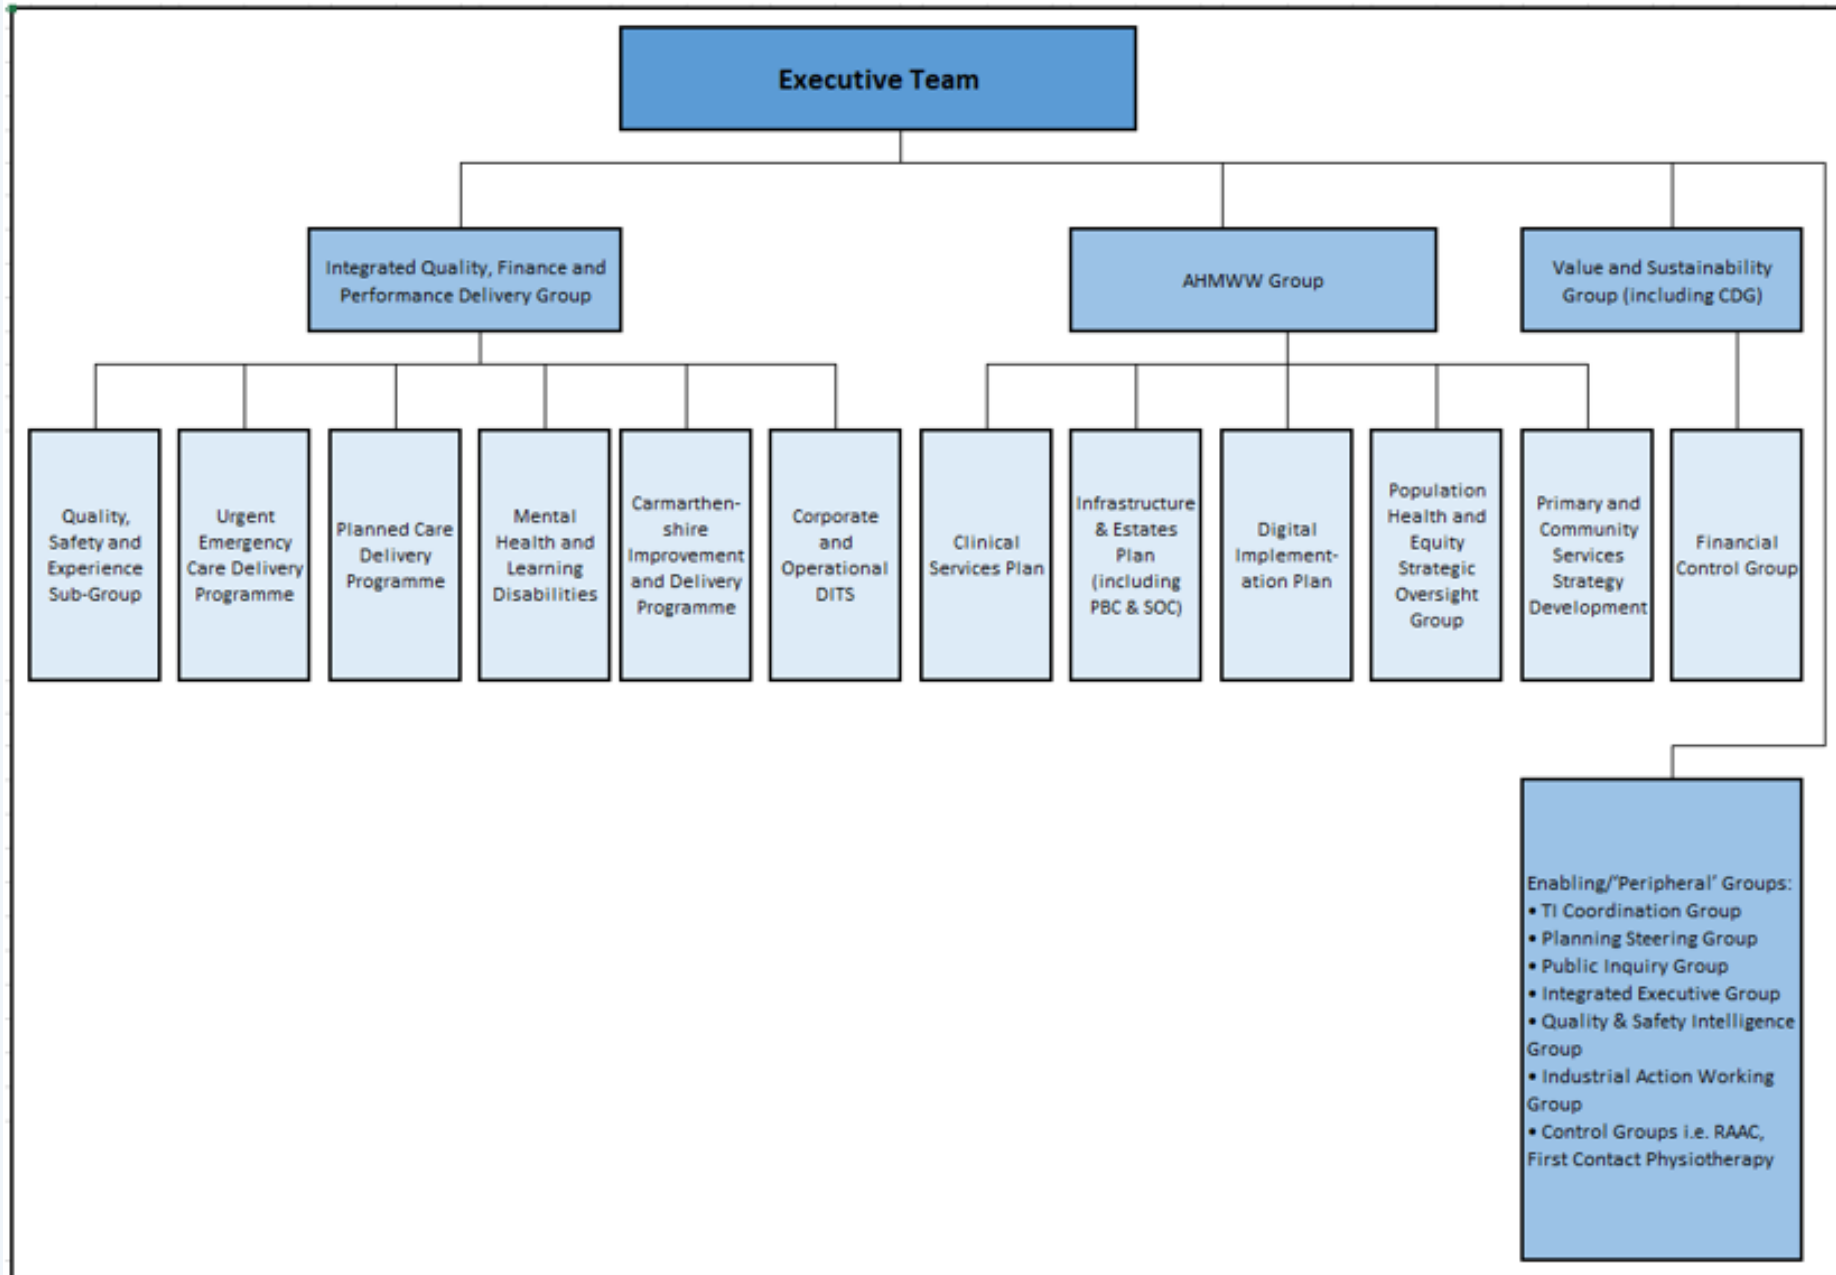 Executive Team
Integrated Quality, Finance and
Performance Delivery Group
AHMWW Group
Value and Sustainability
Group (including CDG)
Quality,
Safety and
Experience
Sub-Group
Urgent
Emergency
Care Delivery
Programme
Planned Care
Delivery
Programme
Mental
Health and
Learning
Disabilities
Carmarthen-
shire
Improvement
and Delivery
Programme
Corporate
and
Operational
DITS
Clinical
Services Plan
Infrastructure
& Estates
Plan
(including
PBC & SOC)
Digital
Implement-
ation Plan
Population
Health and
Equity
Strategic
Oversight
Group
Primary and
Community
Services
Strategy
Development
Financial
Control Group
Enabling/'Peripheral' Groups:
• TI Coordination Group
• Planning Steering Group
• Public Inquiry Group
• Integrated Executive Group
• Quality & Safety Intelligence
Group
• Industrial Action Working
Group
• Control Groups i.e. RAAC,
First Contact Physiotherapy